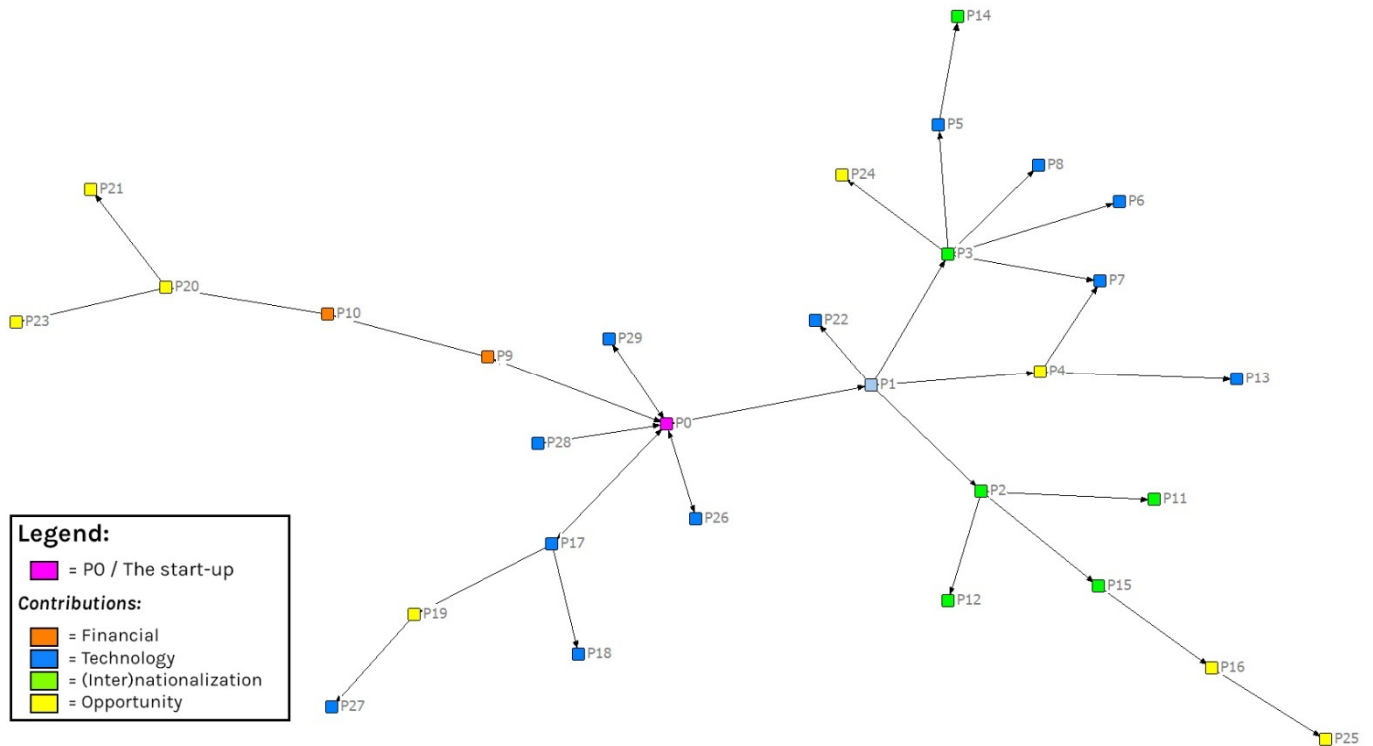 P14
P5
P8
P24
P21
P6
P3
P7
P20
P10
P23
P22
P29
P9
P4
P13
P1
P0
P28
P2
P11
P26
P17
P15
P12
P19
P18
P16
P27
P25
Legend:
= P0 / The start-up
Contributions:
= Financial
= Technology
= (Inter)nationalization
= Opportunity